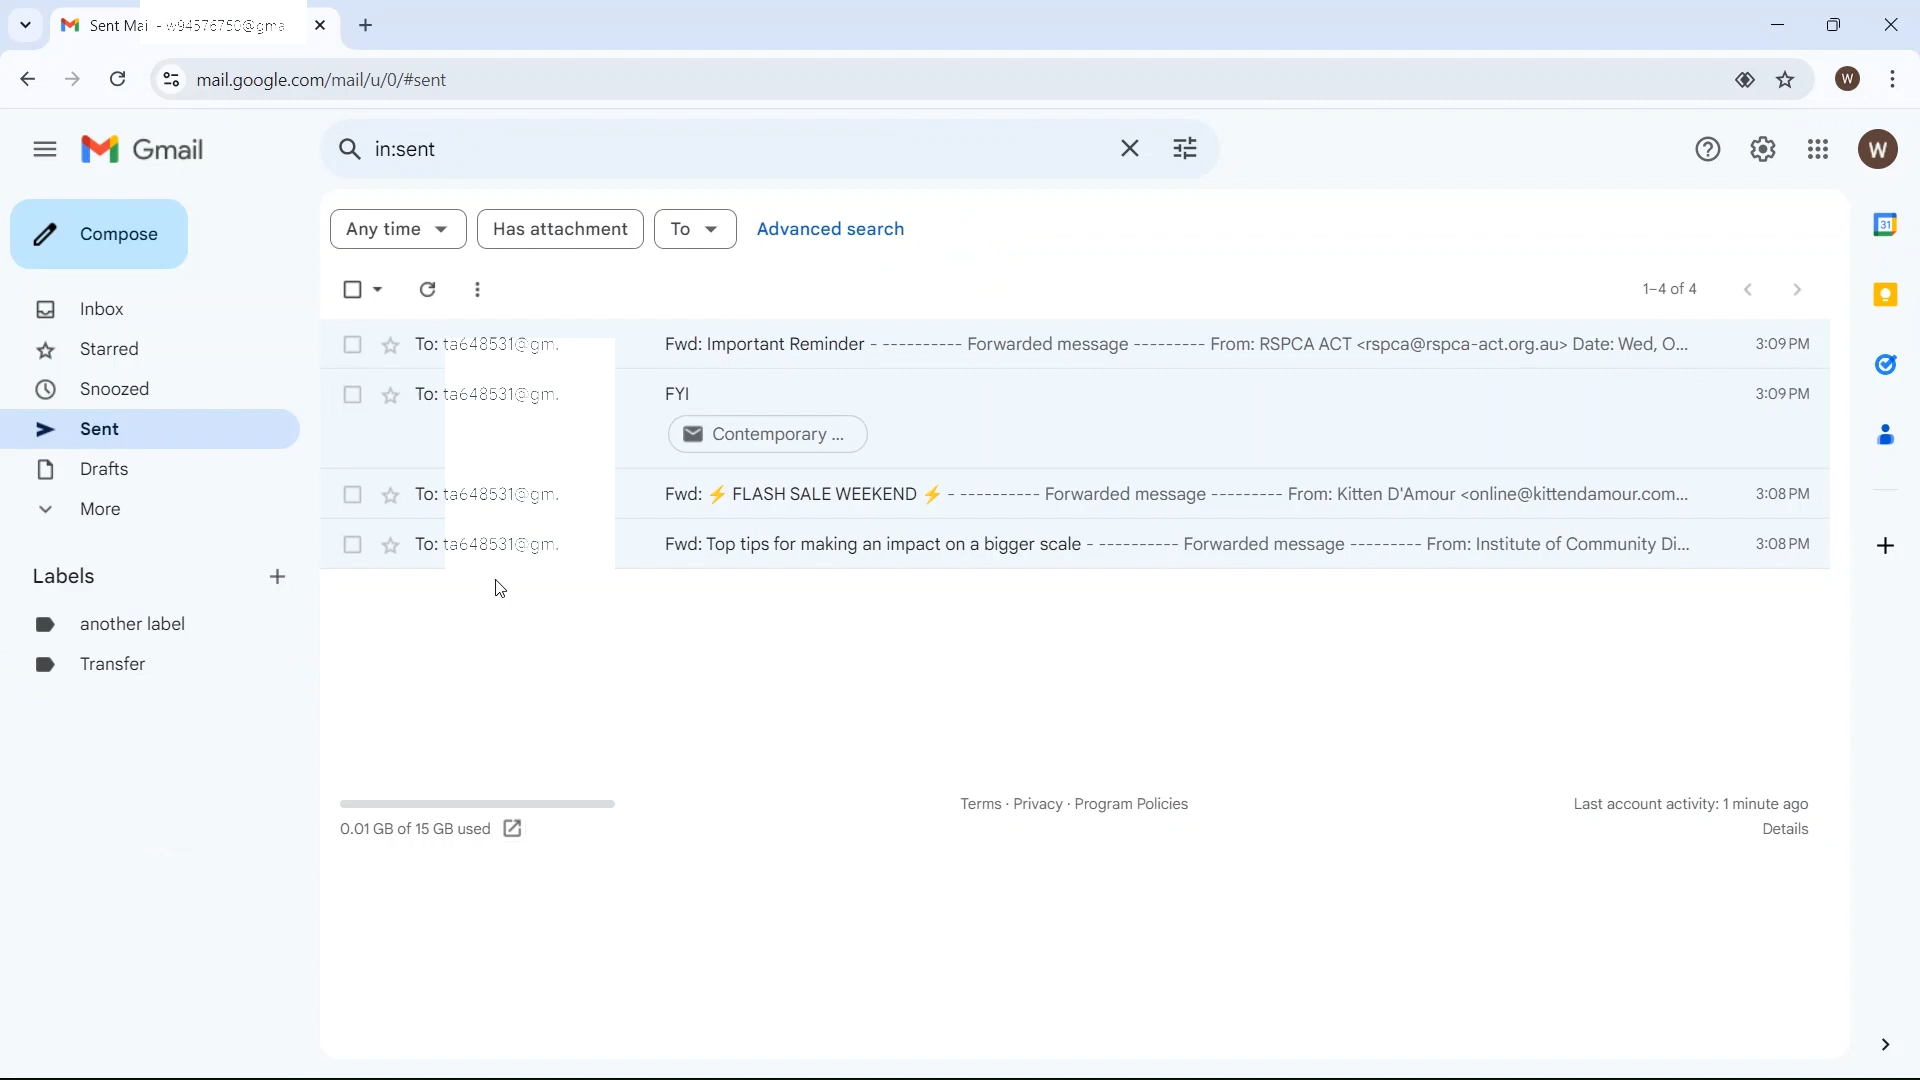 Sent Mail - w94576750@gma
mail.google.com/mail/u/0/#sent
W
Gmail
in:sent
W
Compose
Any time
Has attachment
To
Advanced search
31
1–4 of 4
Inbox
Starred
Snoozed
Sent
Drafts
More
To: ta648531@gm.
Fwd: Important Reminder - ---------- Forwarded message --------- From: RSPCA ACT <rspca@rspca-act.org.au> Date: Wed, O...
3:09 PM
To: ta648531@gm.
FYI
3:09 PM
Contemporary ...
To: ta648531@gm.
Fwd: ⚡ FLASH SALE WEEKEND ⚡ - ---------- Forwarded message --------- From: Kitten D'Amour <online@kittendamour.com...
3:08 PM
To: ta648531@gm.
Fwd: Top tips for making an impact on a bigger scale - ---------- Forwarded message --------- From: Institute of Community Di...
3:08 PM
Labels
another label
Transfer
0.01 GB of 15 GB used
Terms · Privacy · Program Policies
Last account activity: 1 minute ago
Details